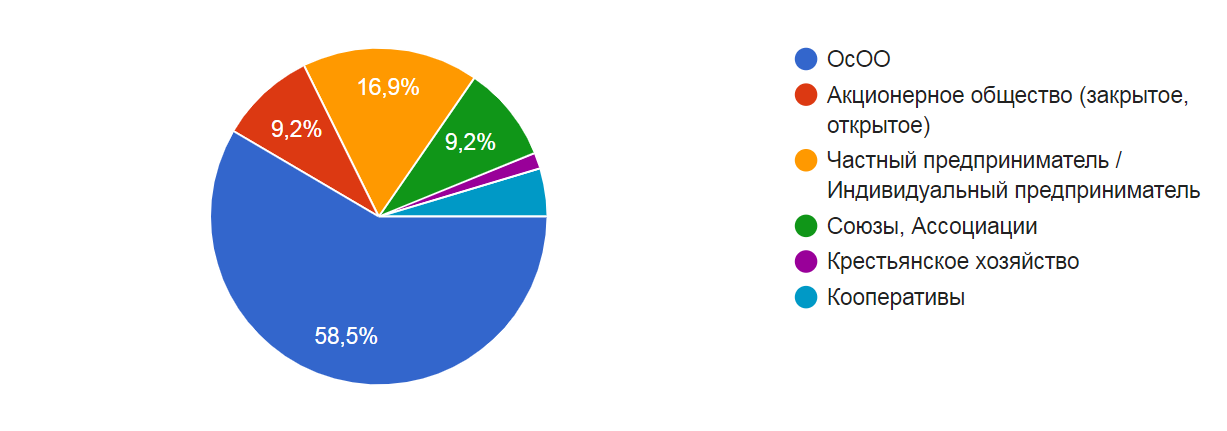 16,9%
9,2%
9,2%
58,5%
ОсОО
Акционерное общество (закрытое,
открытое)
Частный предприниматель /
Индивидуальный предприниматель
Союзы, Ассоциации
Крестьянское хозяйство
Кооперативы